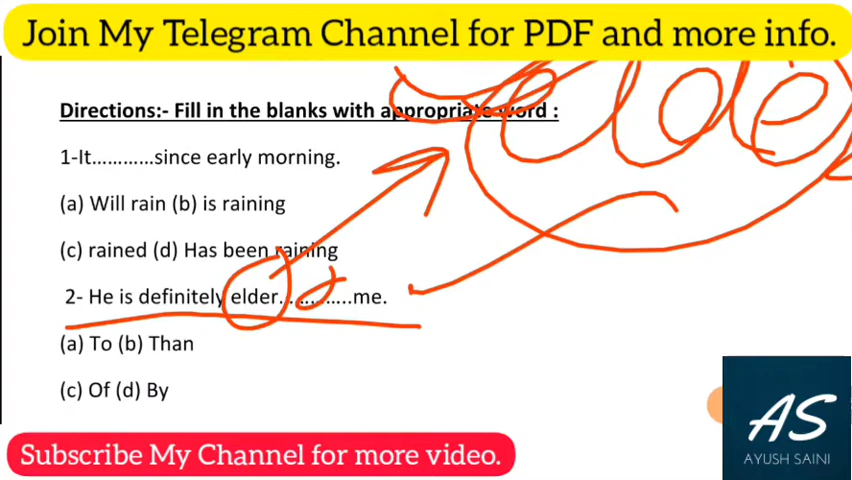 Join My Telegram Channel for PDF and more info.
Directions:- Fill in the blanks with appropriate word :
1-It............since early morning.
(a) Will rain (b) is raining
(c) rained (d) Has been raining
2- He is definitely elder............me.
(a) To (b) Than
(c) Of (d) By
AS
AYUSH SAINI
Subscribe My Channel for more video.